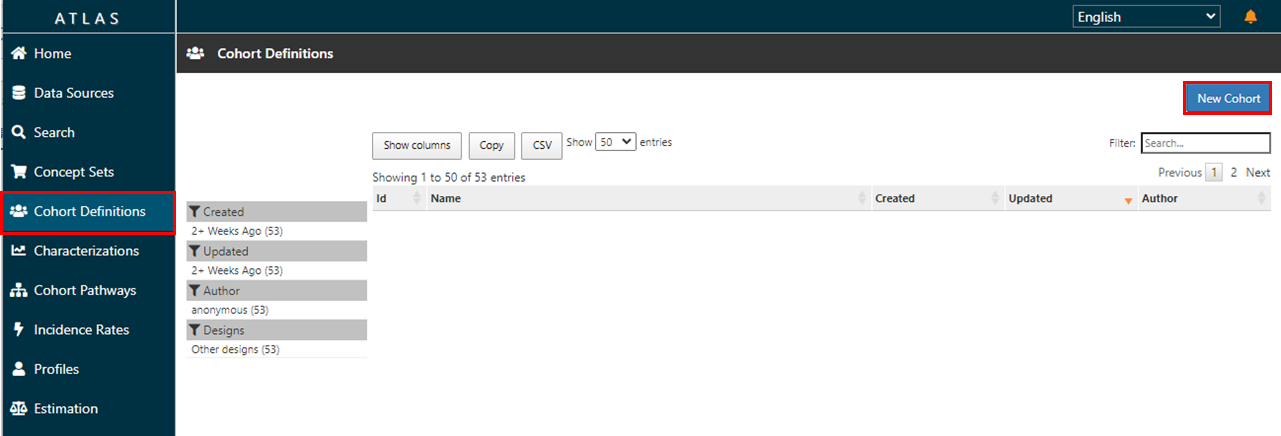 ATLAS
English
Home
Cohort Definitions
Data Sources
New Cohort
Search
Show columns Copy CSV Show 50 entries
Filter: Search...
Concept Sets
Showing 1 to 50 of 53 entries
Previous 1 2 Next
Id Name Created Updated Author
Cohort Definitions
Created
2+ Weeks Ago (53)
Characterizations
Updated
2+ Weeks Ago (53)
Cohort Pathways
Author
anonymous (53)
Incidence Rates
Designs
Other designs (53)
Profiles
Estimation